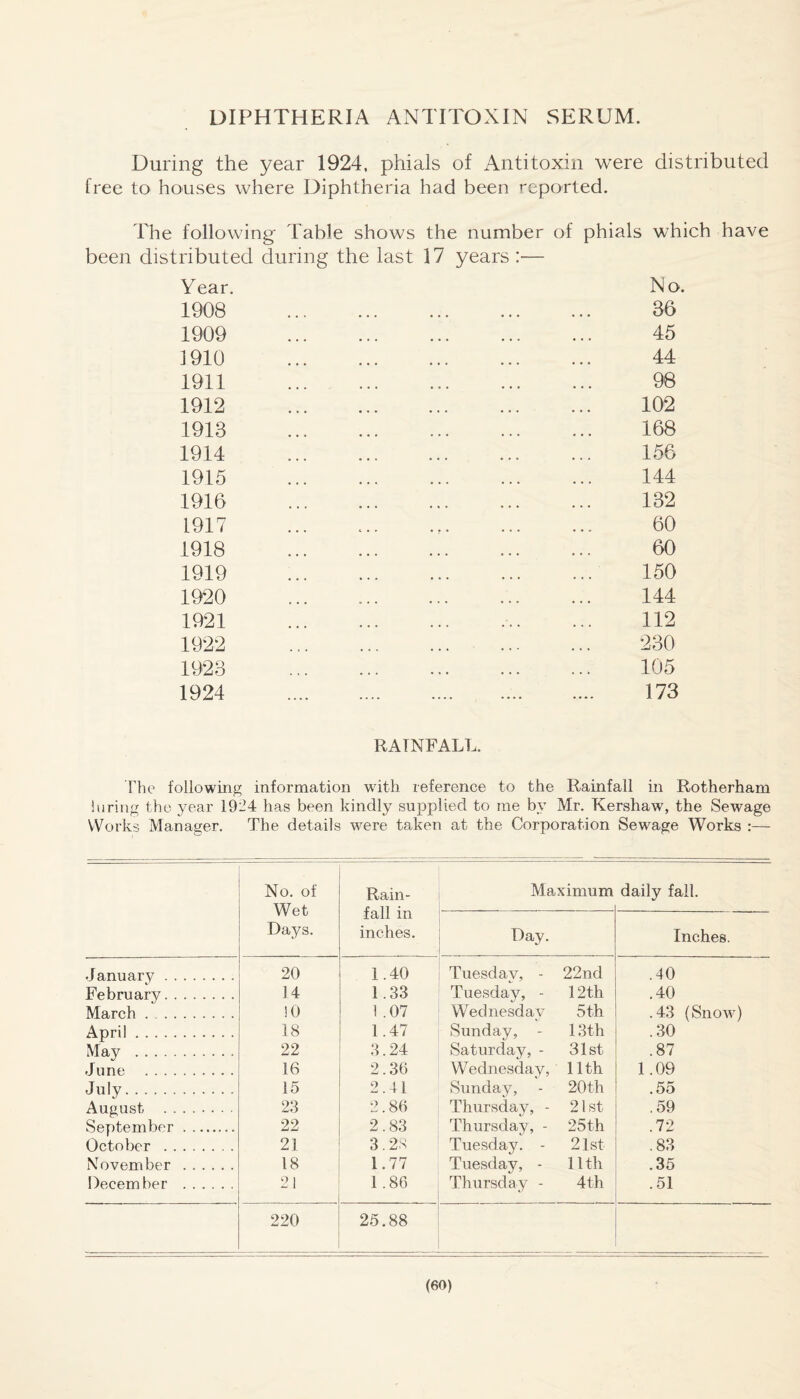 DIPHTHERIA ANTITOXIN SERUM.
During the year 1924, phials of Antitoxin were distributed
free to houses where Diphtheria had been reported.
The following Table shows the number of phials which have
been distributed during the last 17 years :—
Year. No.
1908 ... ... ... ... ... 36
1909 ... ... ... ... ... 45
1910 ... ... ... ... ... 44
1911 ... ... ... ... ... 98
1912 ... ... ... ... ... 102
1913 ... ... ... ... ... 168
1914 ... ... ... ... ... 156
1915 ... ... ... ... ... 144
1916 ... ... ... ... ... 132
1917 ... ... ... ... ... 60
1918 ... ... ... ... ... 60
1919 ... ... ... ... ... 150
1920 ... ... ... ... ... 144
1921 ... ... ... ... ... 112
1922 ... ... ... ... ... 230
1923 ... ... ... ... ... 105
1924 .... .... .... .... .... 173
RAINFALL.
The following information with reference to the Rainfall in Rotherham
luring the year 1924 has been kindly supplied to me by Mr. Kershaw, the Sewage
Works Manager. The details were taken at the Corporation Sewage Works :—
No. of Wet Days. Rain-fall in inches. Maximum daily fall.
Day. Inches.
January ........ 20 1.40 Tuesday, - 22nd .40
February........ 14 1.33 Tuesday, - 12th .40
March .......... 10 1.07 Wednesday 5th .43 (Snow)
April ........... 18 1.47 Sunday, - 13th .30
May ........... 22 3.24 Saturday, - 31st .87
June .......... 16 2.36 Wednesday, 11th 1.09
July............ 15 2.41 Sunday, - 20th .55
August ........ 23 2.86 Thursday, - 21st .59
September ....... 22 2.83 Thursday, - 25th .72
October ........ 21 3.28 Tuesday. - 21st .83
November ...... 18 1.77 Tuesday, - 11th .35
December ...... 21 1.86 Thursday - 4th .51
220 25.88
(60)